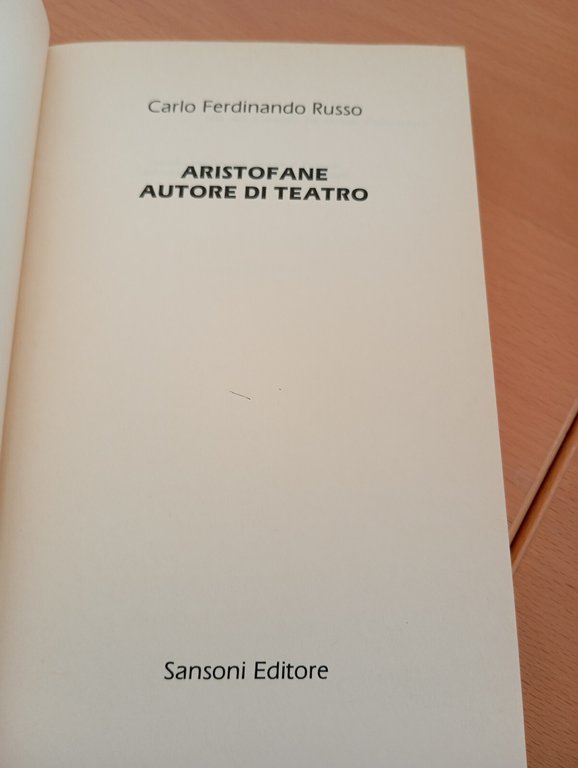 Carlo Ferdinando Russo
ARISTOFANE
AUTORE DI TEATRO
Sansoni Editore